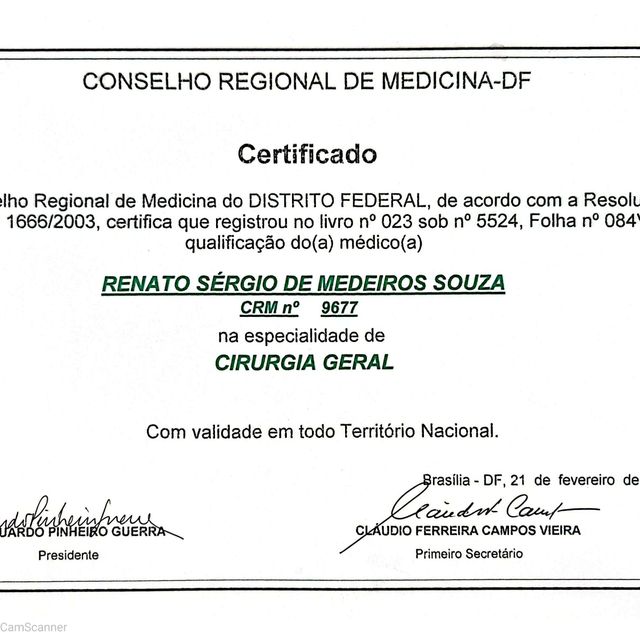 CONSELHO REGIONAL DE MEDICINA-DF
Certificado
elho Regional de Medicina do DISTRITO FEDERAL, de acordo com a Resolu
1666/2003, certifica que registrou no livro nº 023 sob nº 5524, Folha nº 084V
qualificação do(a) médico(a)
RENATO SÉRGIO DE MEDEIROS SOUZA
CRM nº 9677
na especialidade de
CIRURGIA GERAL
Com validade em todo Território Nacional.
Brasília - DF, 21 de fevereiro de
UARDO PINHEIRO GUERRA
Presidente
CLÁUDIO FERREIRA CAMPOS VIEIRA
Primeiro Secretário
CamScanner